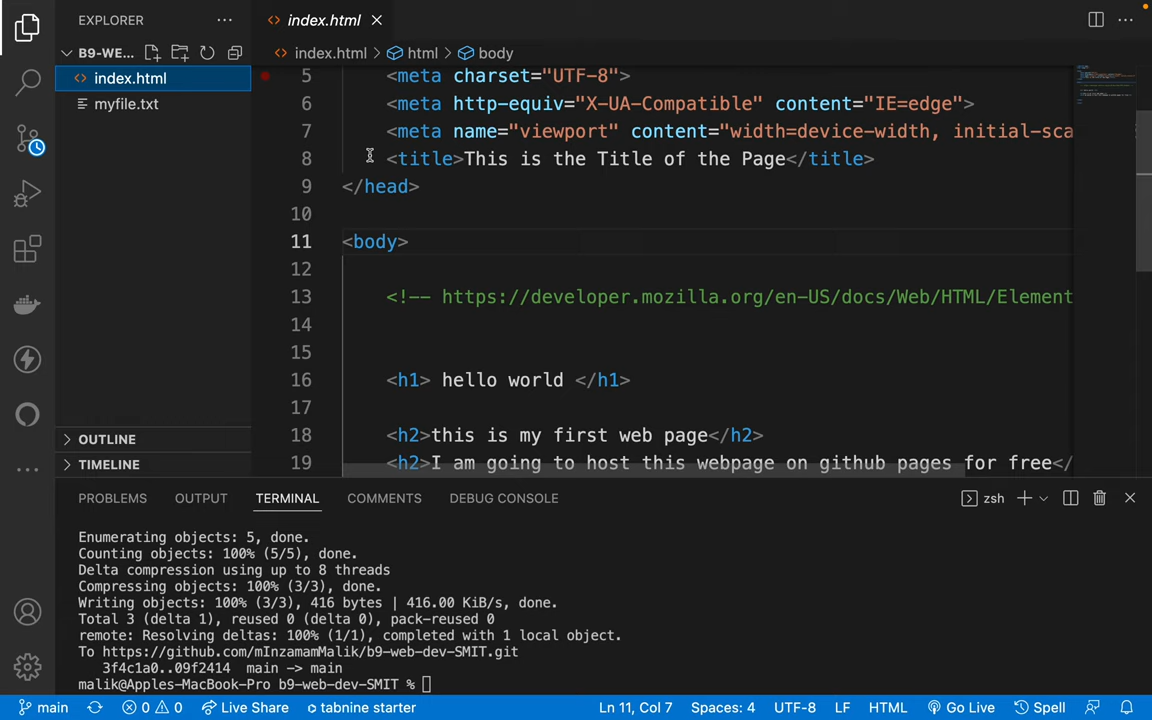 EXPLORER
index.html
B9-WE...
index.html
myfile.txt
index.html
html
body
5 <meta charset="UTF-8">
6 <meta http-equiv="X-UA-Compatible" content="IE=edge">
7 <meta name="viewport" content="width=device-width, initial-sca
8 <title>This is the Title of the Page</title>
9 </head>
10
11 <body>
12
13 <!-- https://developer.mozilla.org/en-US/docs/Web/HTML/Element
14
15
16 <h1> hello world </h1>
17
18 <h2>this is my first web page</h2>
19 <h2>I am going to host this webpage on github pages for free</
OUTLINE
TIMELINE
PROBLEMS OUTPUT TERMINAL COMMENTS DEBUG CONSOLE
zsh
Enumerating objects: 5, done.
Counting objects: 100% (5/5), done.
Delta compression using up to 8 threads
Compressing objects: 100% (3/3), done.
Writing objects: 100% (3/3), 416 bytes | 416.00 KiB/s, done.
Total 3 (delta 1), reused 0 (delta 0), pack-reused 0
remote: Resolving deltas: 100% (1/1), completed with 1 local object.
To https://github.com/mInzamamMalik/b9-web-dev-SMIT.git
3f4c1a0..09f2414 main -> main
malik@Apples-MacBook-Pro b9-web-dev-SMIT %
main 0 0 Live Share tabnine starter Ln 11, Col 7 Spaces: 4 UTF-8 LF HTML Go Live Spell